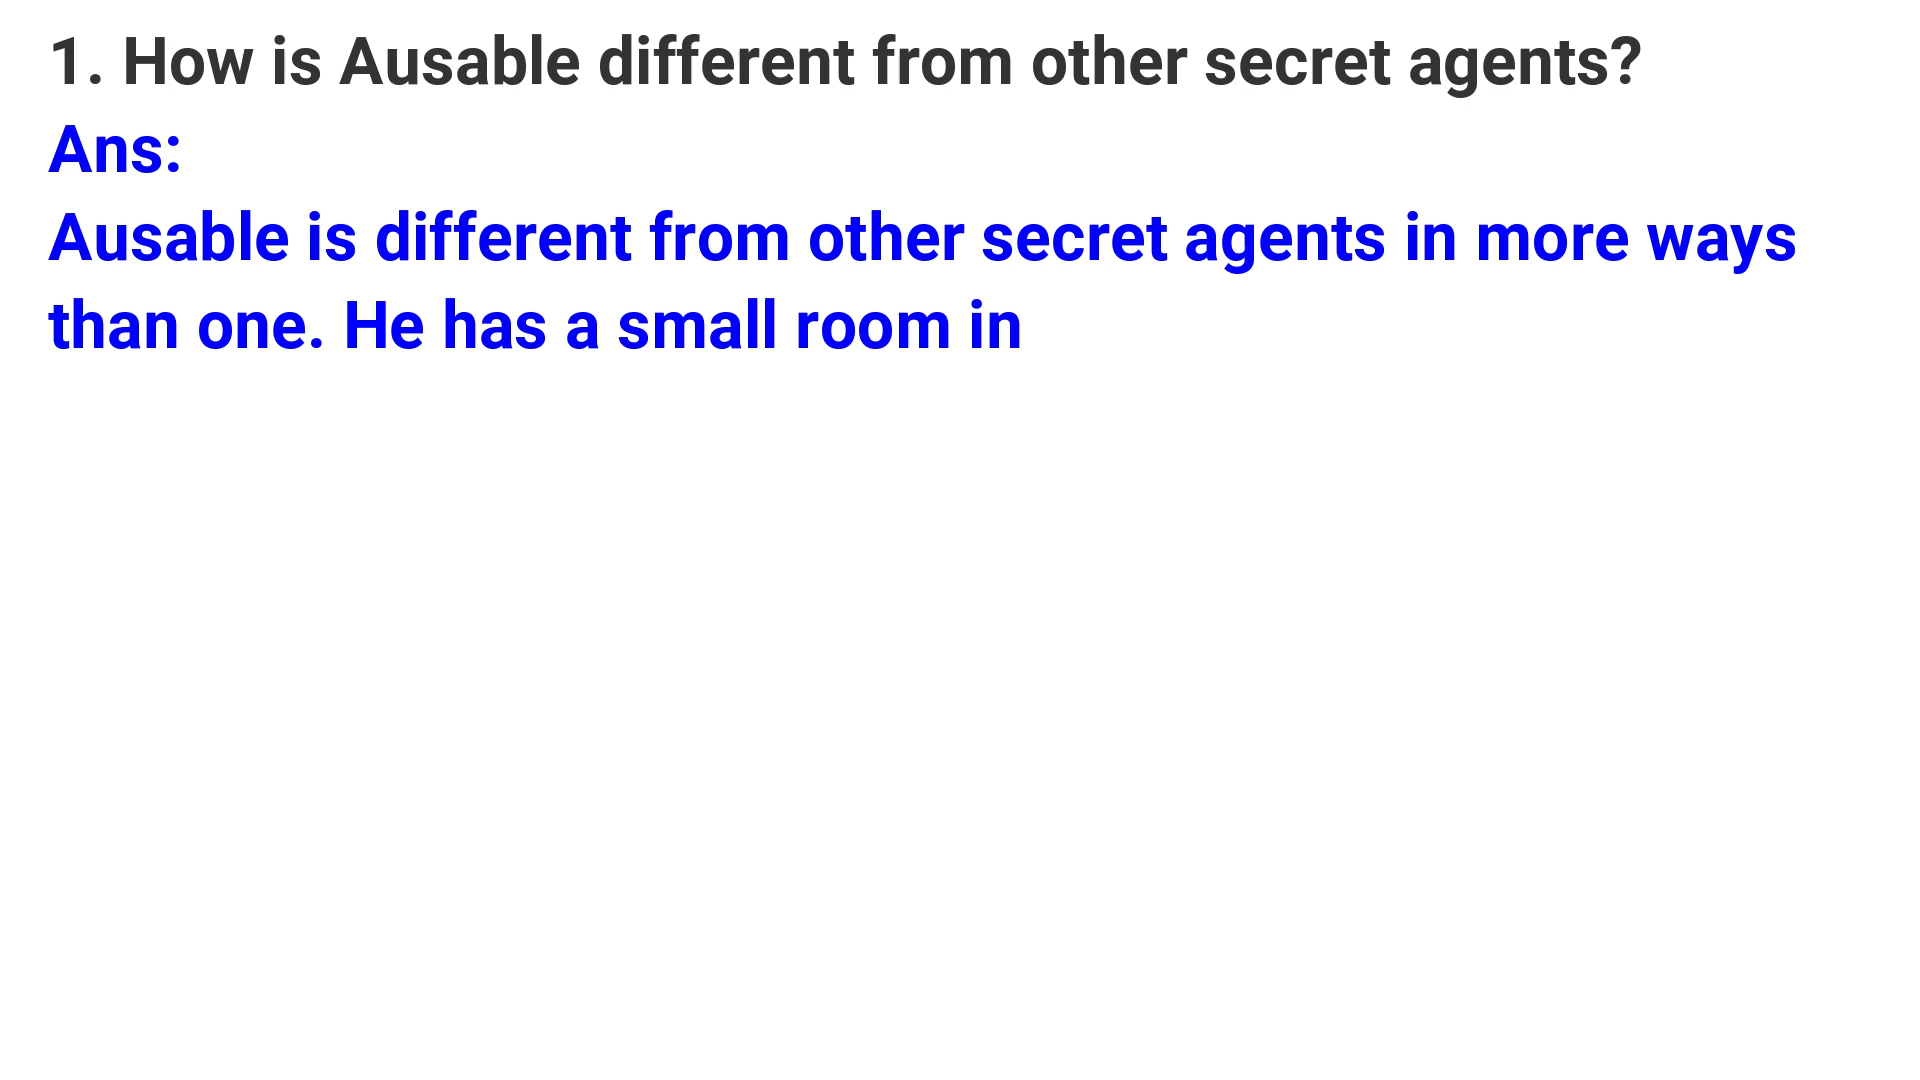 1. How is Ausable different from other secret agents?
Ans:
Ausable is different from other secret agents in more ways
than one. He has a small room in